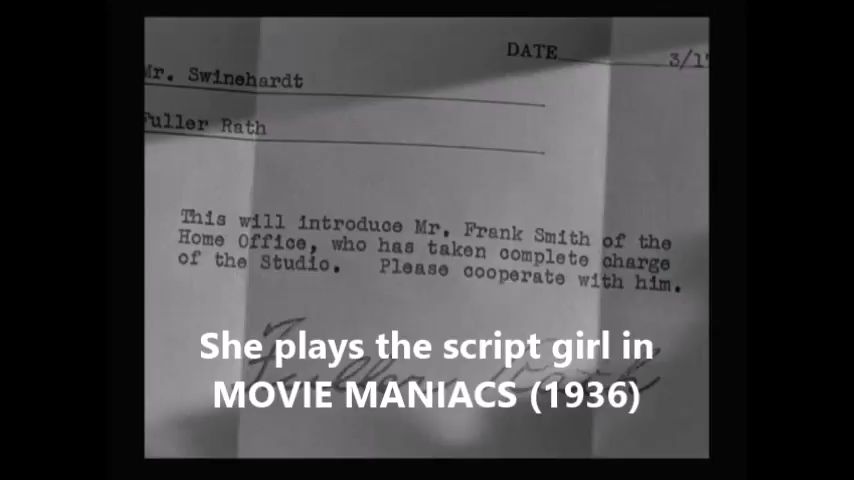 DATE 3/1
Mr. Swinehardt
Fuller Rath
This will introduce Mr. Frank Smith of the
Home Office, who has taken complete charge
of the Studio. Please cooperate with him.
Fuller Rath
She plays the script girl in
MOVIE MANIACS (1936)